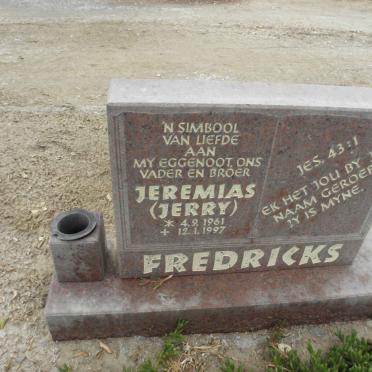 'N SIMBOOL
VAN LIEFDE
AAN
MY EGGENOOT, ONS
VADER EN BROER
JEREMIAS
(JERRY)
* 4.9.1961
+ 12.1.1997
JES. 43:1
EK HET JOU BY
NAAM GEROEP
JY IS MYNE.
FREDRICKS